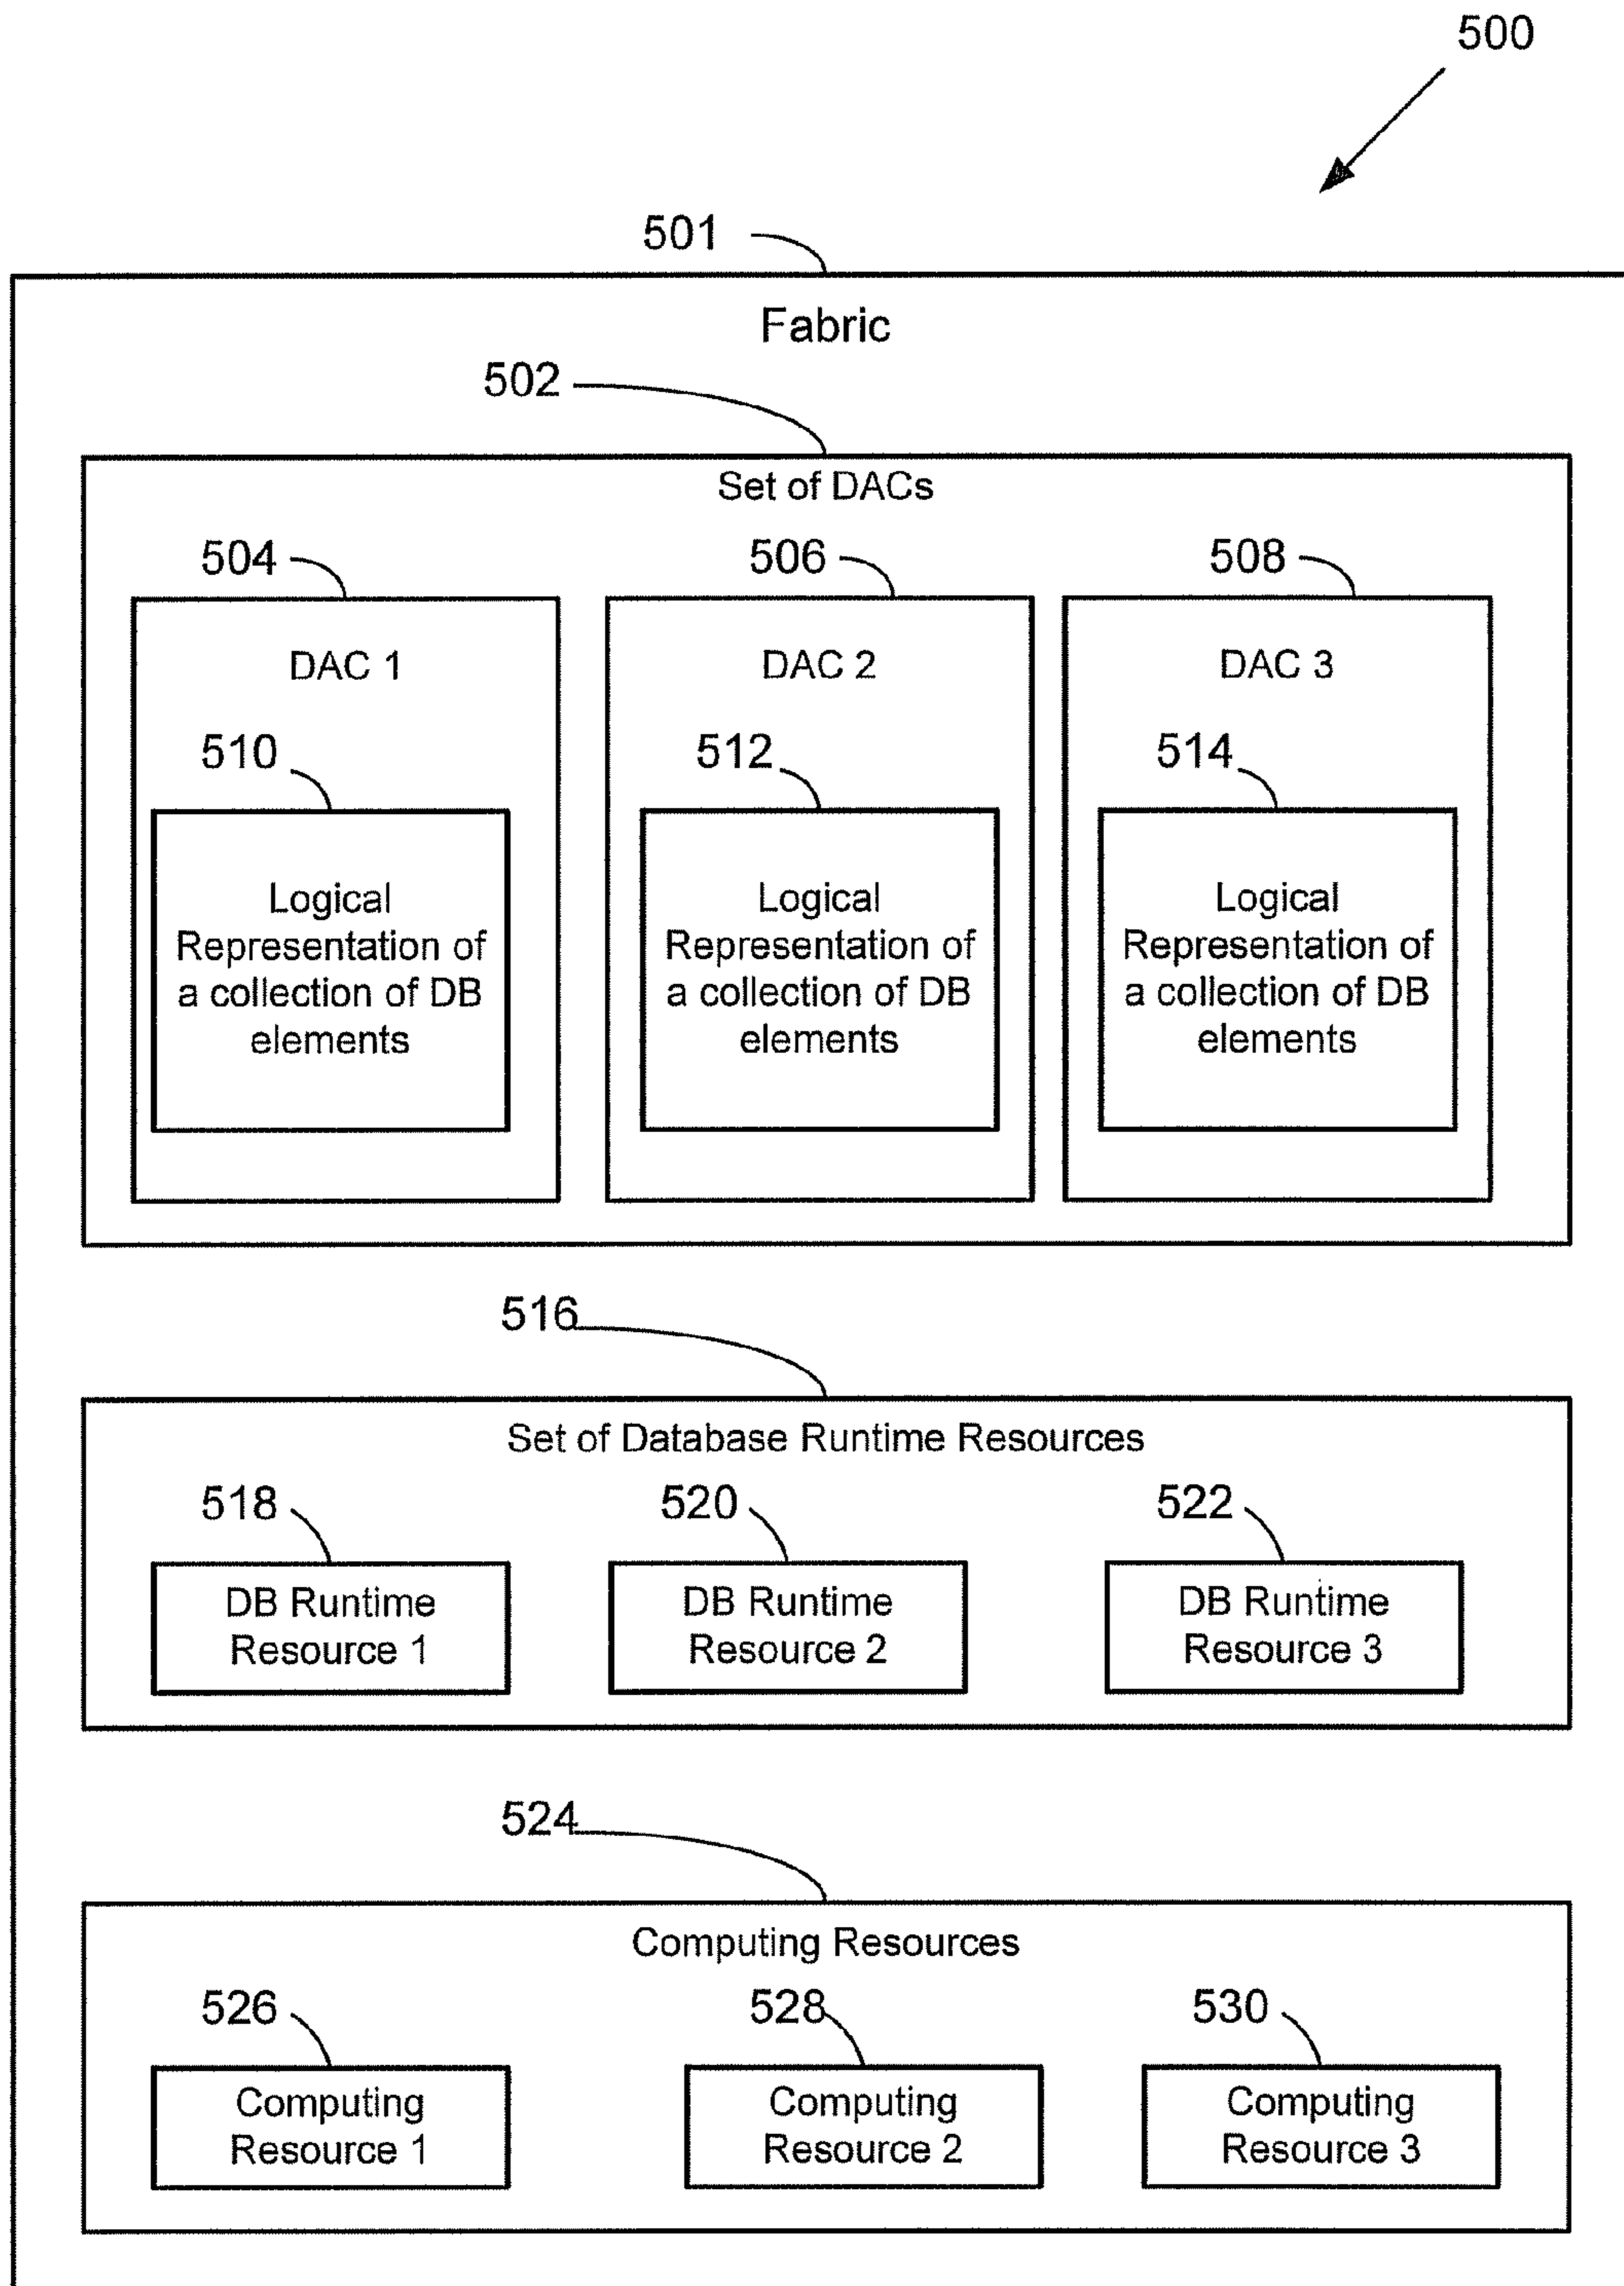 500
501
Fabric
502
Set of DACs
504
506
508
DAC 1
DAC 2
DAC 3
510
512
514
Logical
Representation of
a collection of DB
elements
Logical
Representation of
a collection of DB
elements
Logical
Representation of
a collection of DB
elements
516
Set of Database Runtime Resources
518
520
522
DB Runtime
Resource 1
DB Runtime
Resource 2
DB Runtime
Resource 3
524
Computing Resources
526
528
530
Computing
Resource 1
Computing
Resource 2
Computing
Resource 3